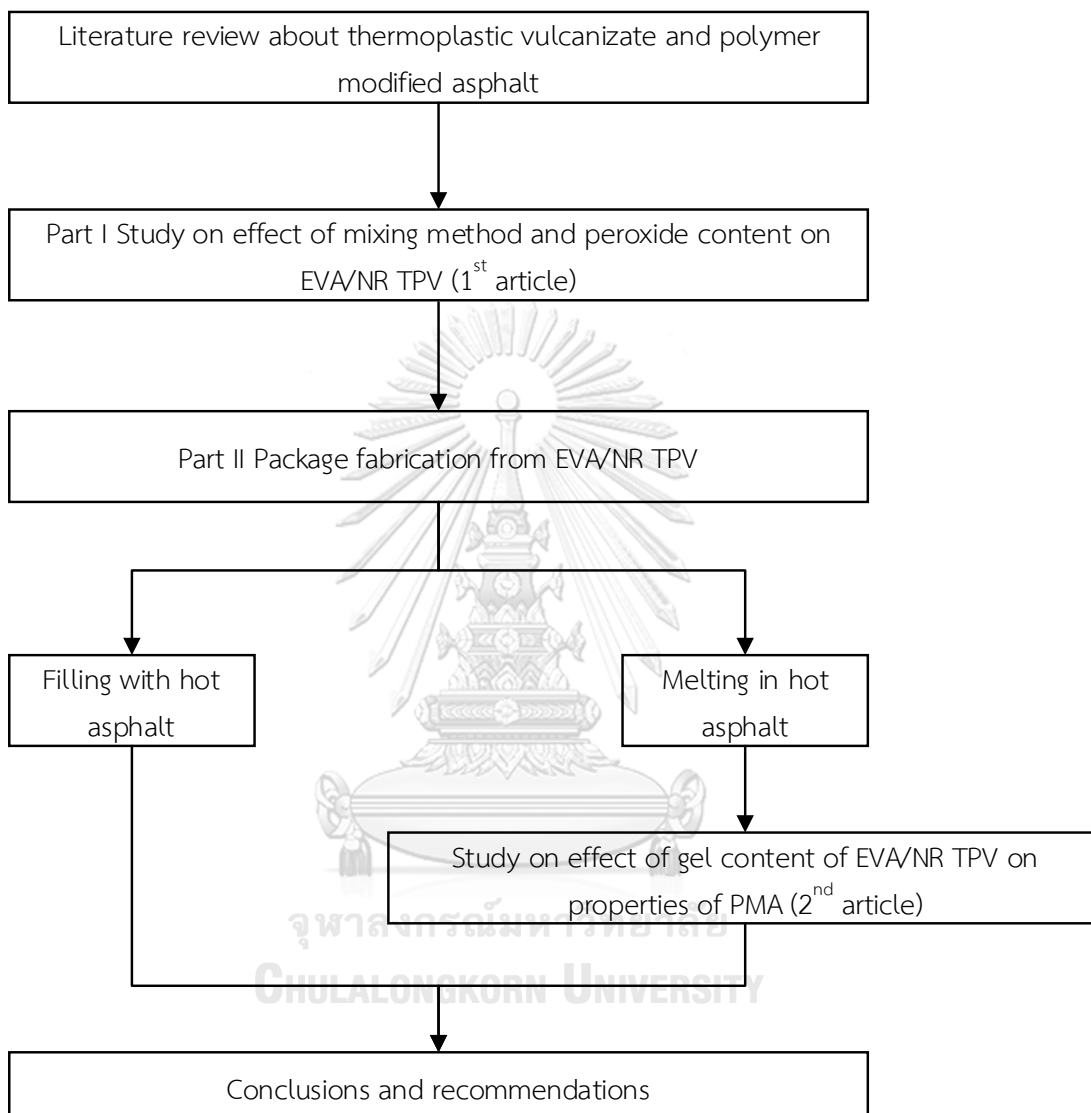 Literature review about thermoplastic vulcanizate and polymer
modified asphalt
Part I Study on effect of mixing method and peroxide content on
EVA/NR TPV (1st article)
Part II Package fabrication from EVA/NR TPV
Filling with hot
asphalt
Melting in hot
asphalt
Study on effect of gel content of EVA/NR TPV on
properties of PMA (2nd article)
จุฬาลงกรณ์มหาวิทยาลัย
CHULALONGKORN UNIVERSITY
Conclusions and recommendations